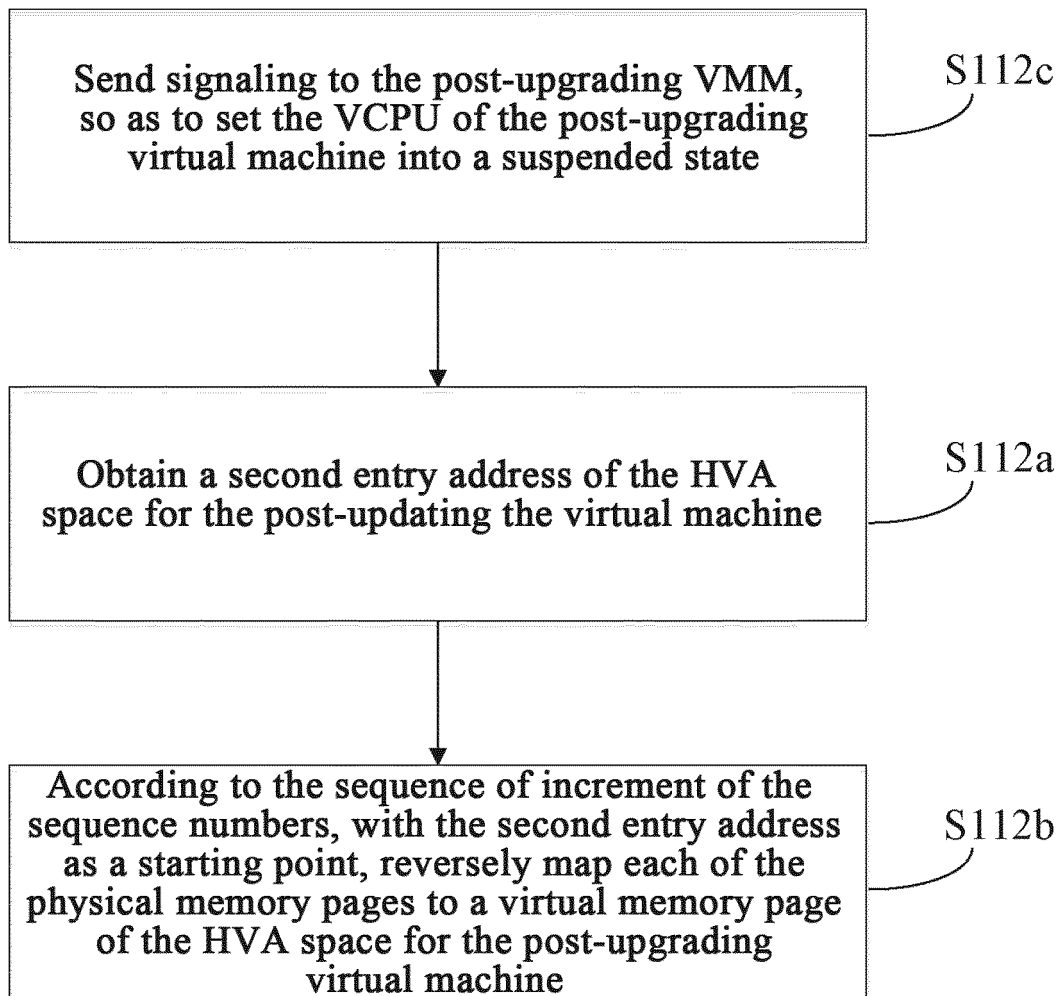 Send signaling to the post-upgrading VMM,
so as to set the VCPU of the post-upgrading
virtual machine into a suspended state
S112c
Obtain a second entry address of the HVA
space for the post-updating the virtual machine
S112a
According to the sequence of increment of the
sequence numbers, with the second entry address
as a starting point, reversely map each of the
physical memory pages to a virtual memory page
of the HVA space for the post-upgrading
virtual machine
S112b